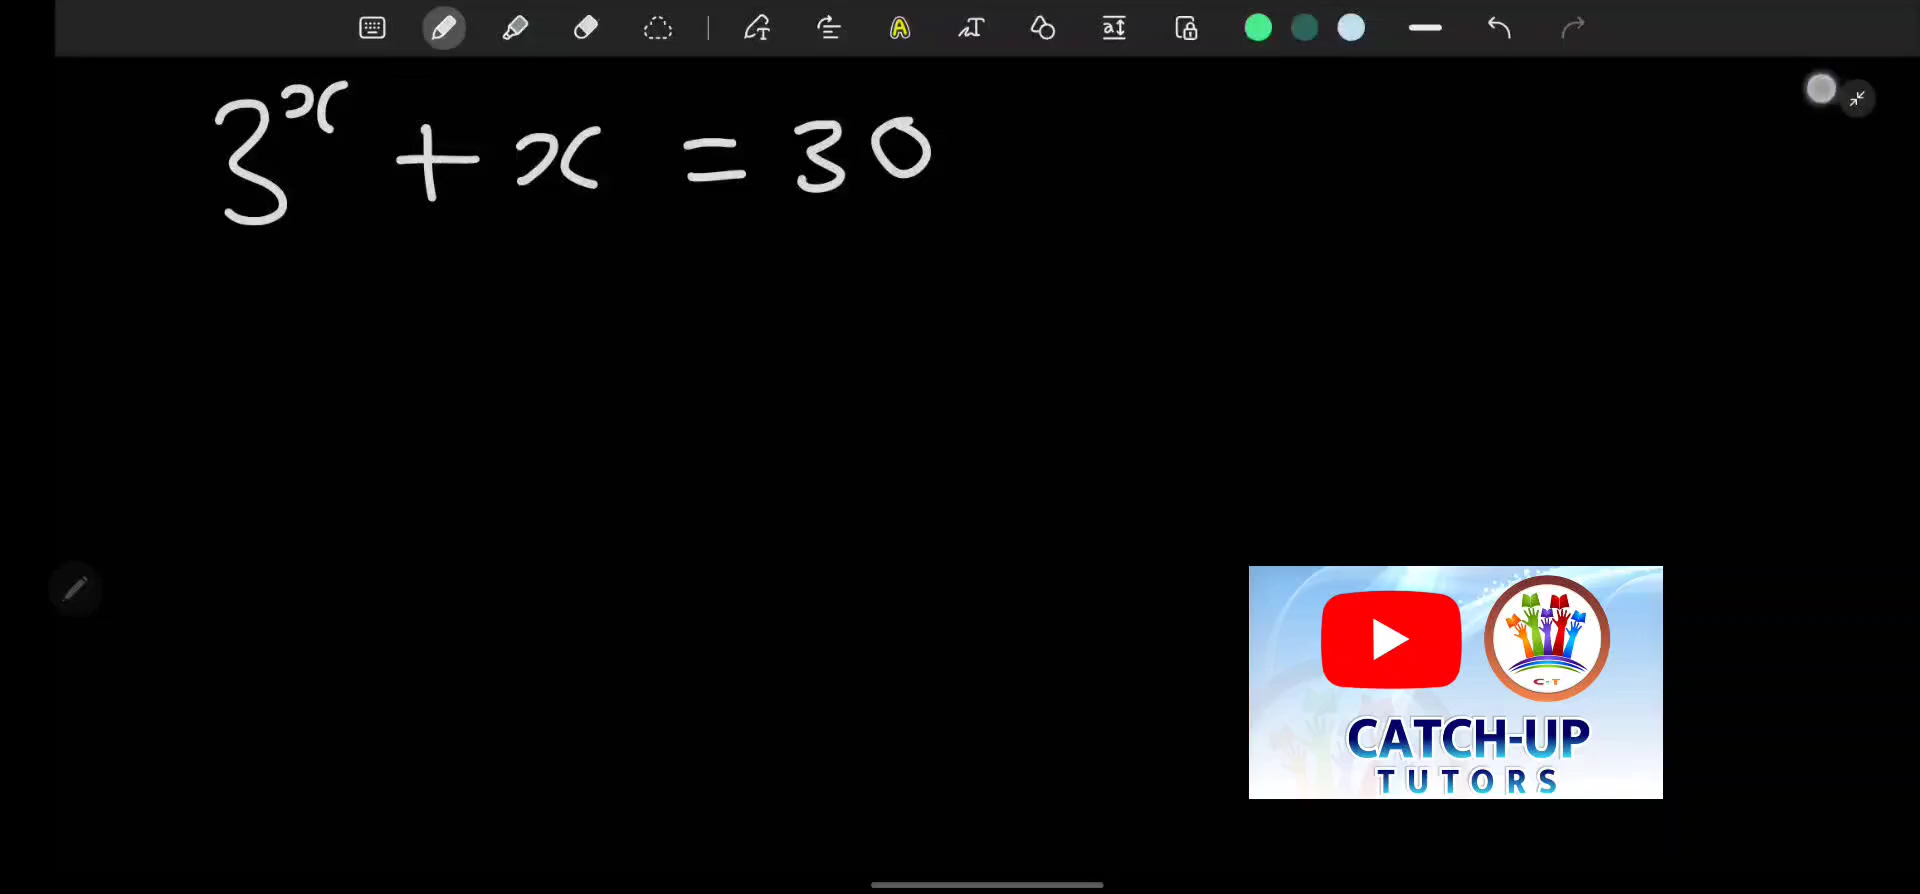 3^x + x = 30
C-T
CATCH-UP
TUTORS